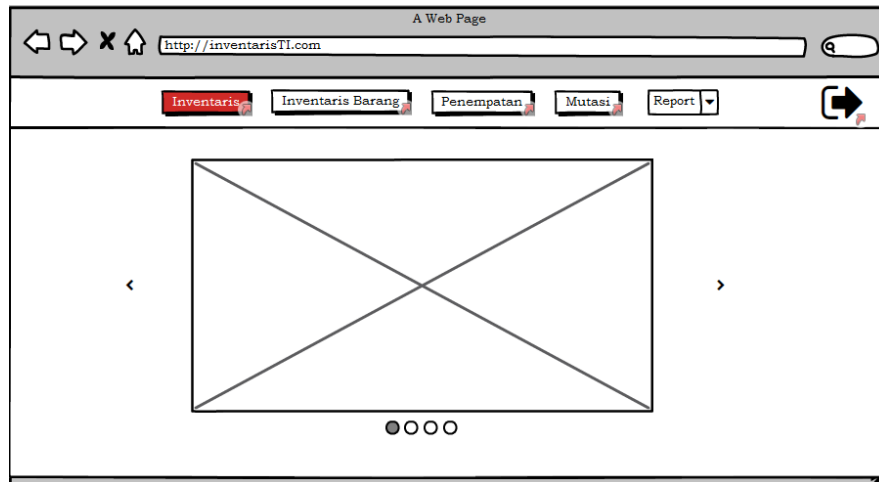 A Web Page
http://inventarisTI.com
Inventaris Inventaris Barang Penempatan Mutasi Report